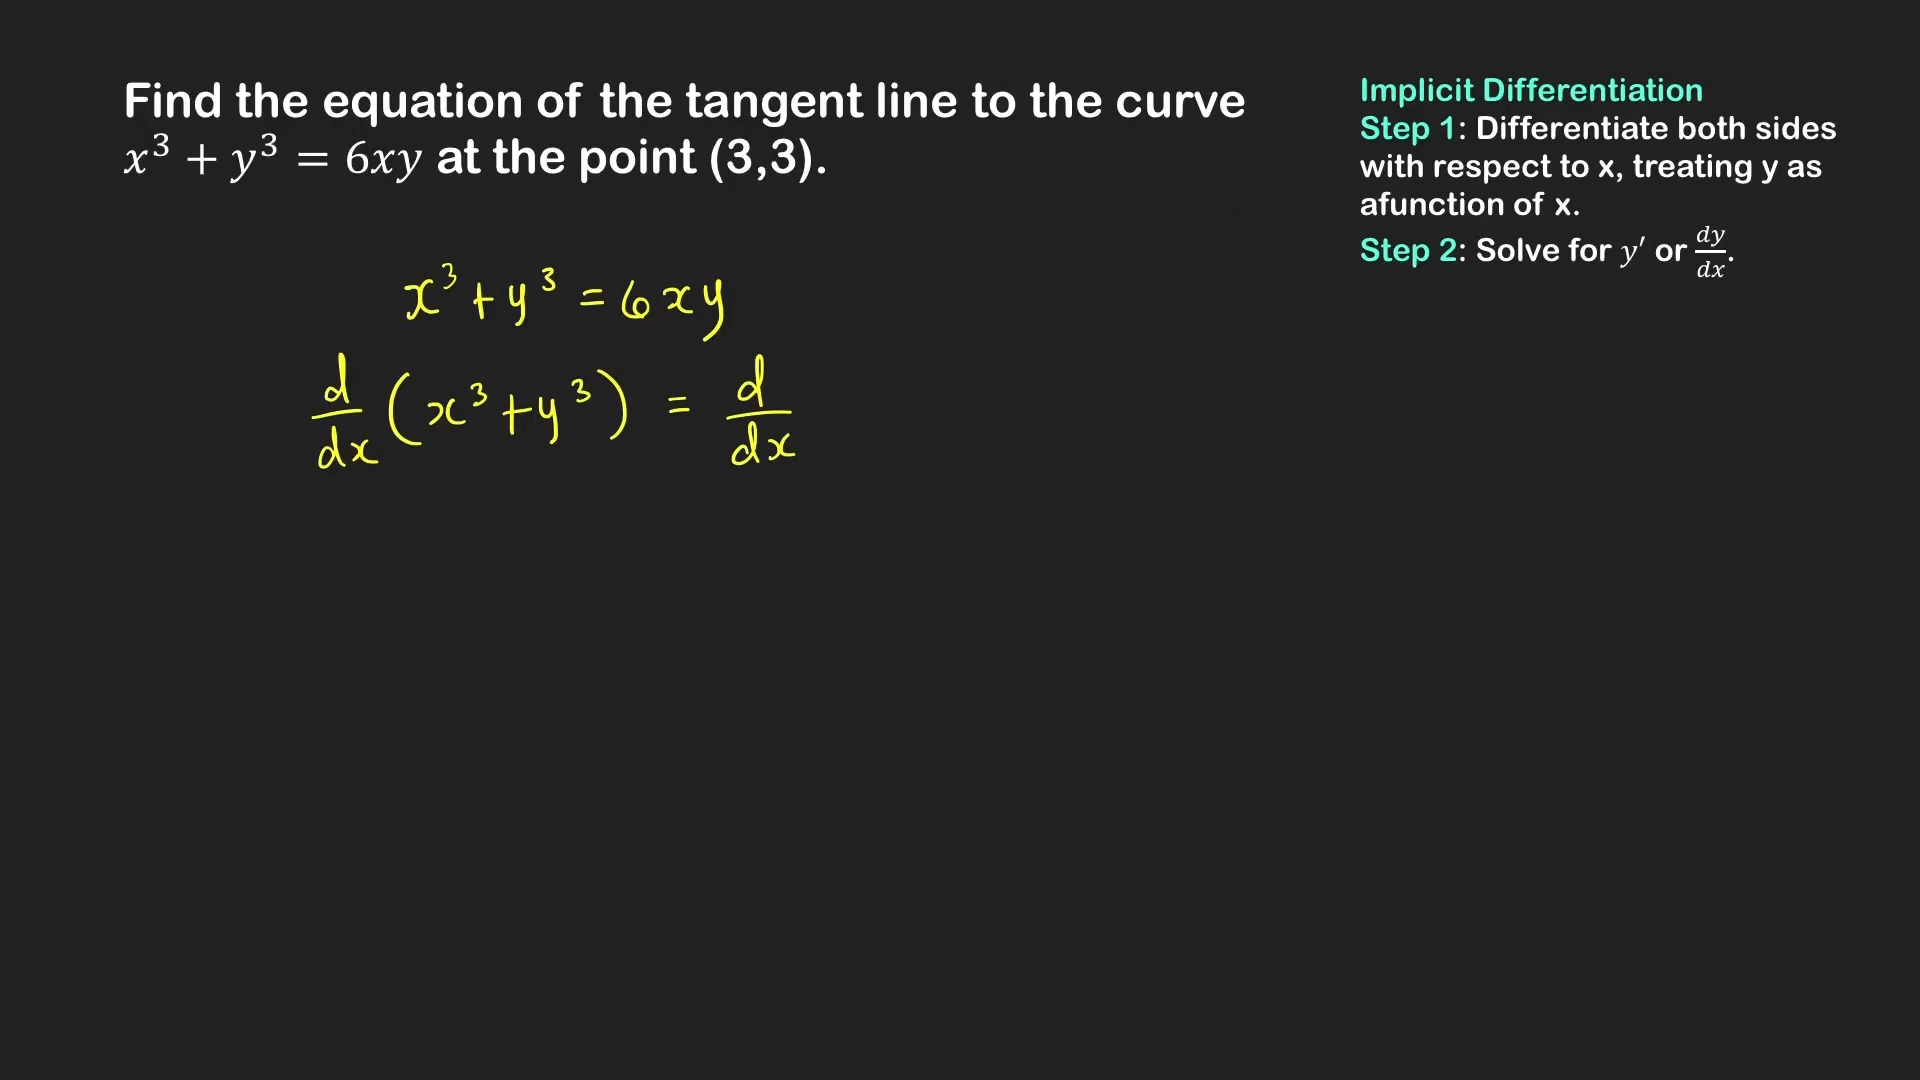 Find the equation of the tangent line to the curve
x³ + y³ = 6xy at the point (3,3).
x³ + y³ = 6xy
d/dx (x³ + y³) = d/dx
Implicit Differentiation
Step 1: Differentiate both sides
with respect to x, treating y as
afunction of x.
Step 2: Solve for y′ or dy/dx.